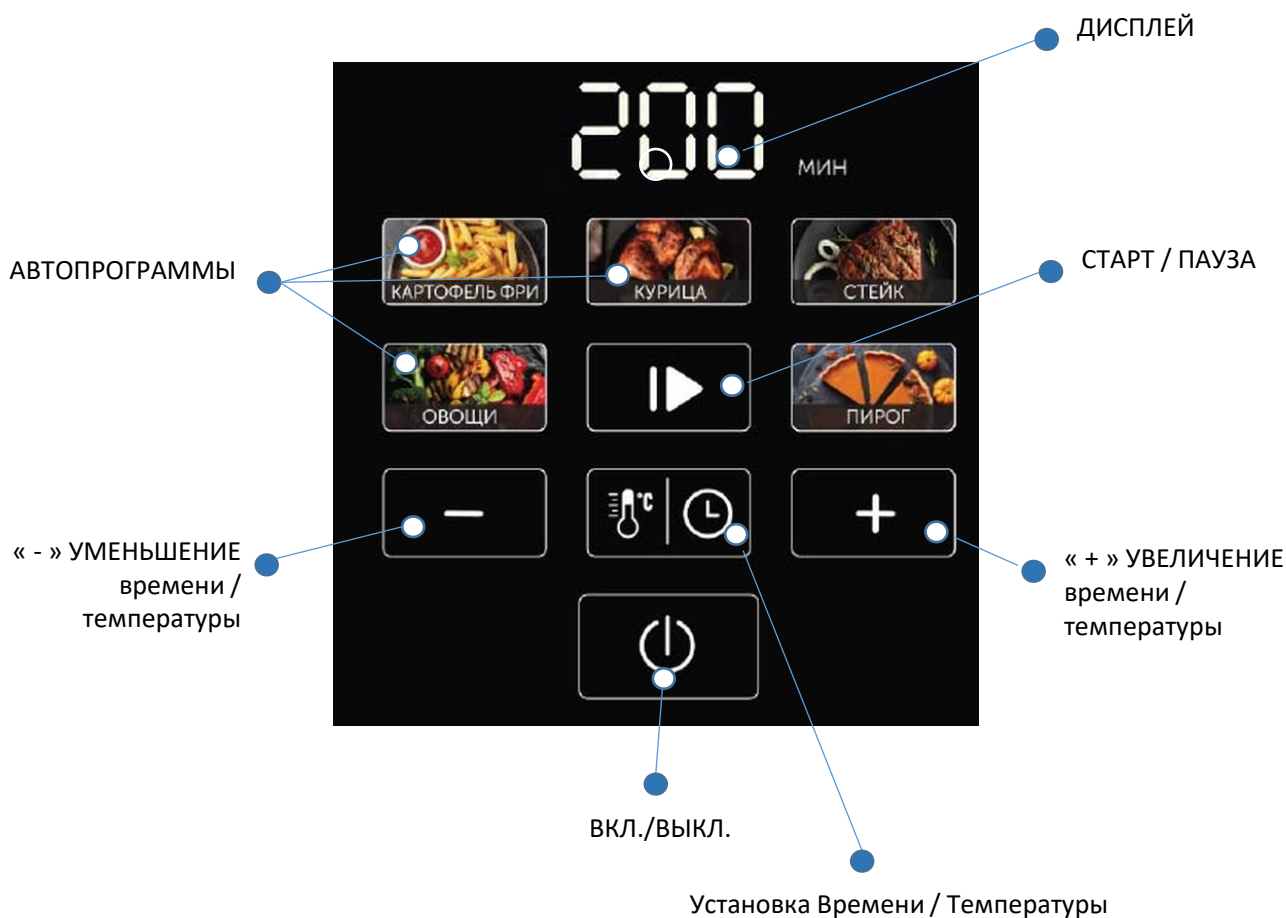 ДИСПЛЕЙ
200
МИН
АВТОПРОГРАММЫ
КАРТОФЕЛЬ ФРИ
КУРИЦА
СТЕЙК
СТАРТ / ПАУЗА
ОВОЩИ
ПИРОГ
°C
« - » УМЕНЬШЕНИЕ
времени /
температуры
« + » УВЕЛИЧЕНИЕ
времени /
температуры
ВКЛ./ВЫКЛ.
Установка Времени / Температуры